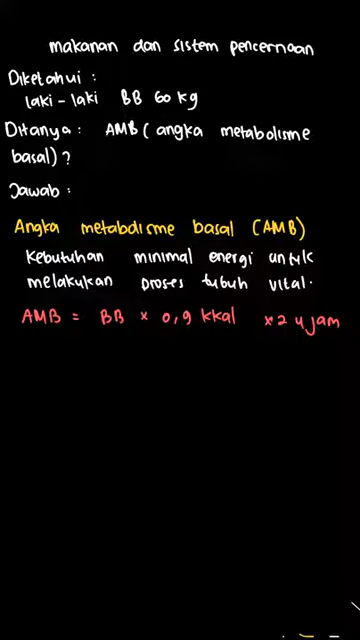 makanan dan sistem pencernaan
Diketahui :
laki - laki BB 60 kg
Ditanya : AMB ( angka metabolisme
basal) ?
Jawab :
Angka metabolisme basal (AMB)
Kebutuhan minimal energi untuk
melakukan proses tubuh vital.
AMB = BB × 0,9 kkal × 24 jam